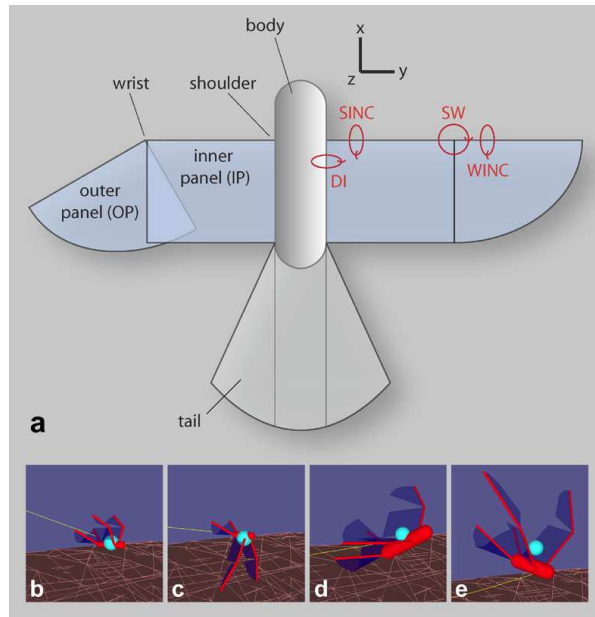 body
x
y
z
wrist
shoulder
SINC
SW
inner
panel (IP)
DI
WINC
outer
panel (OP)
tail
a
b
c
d
e